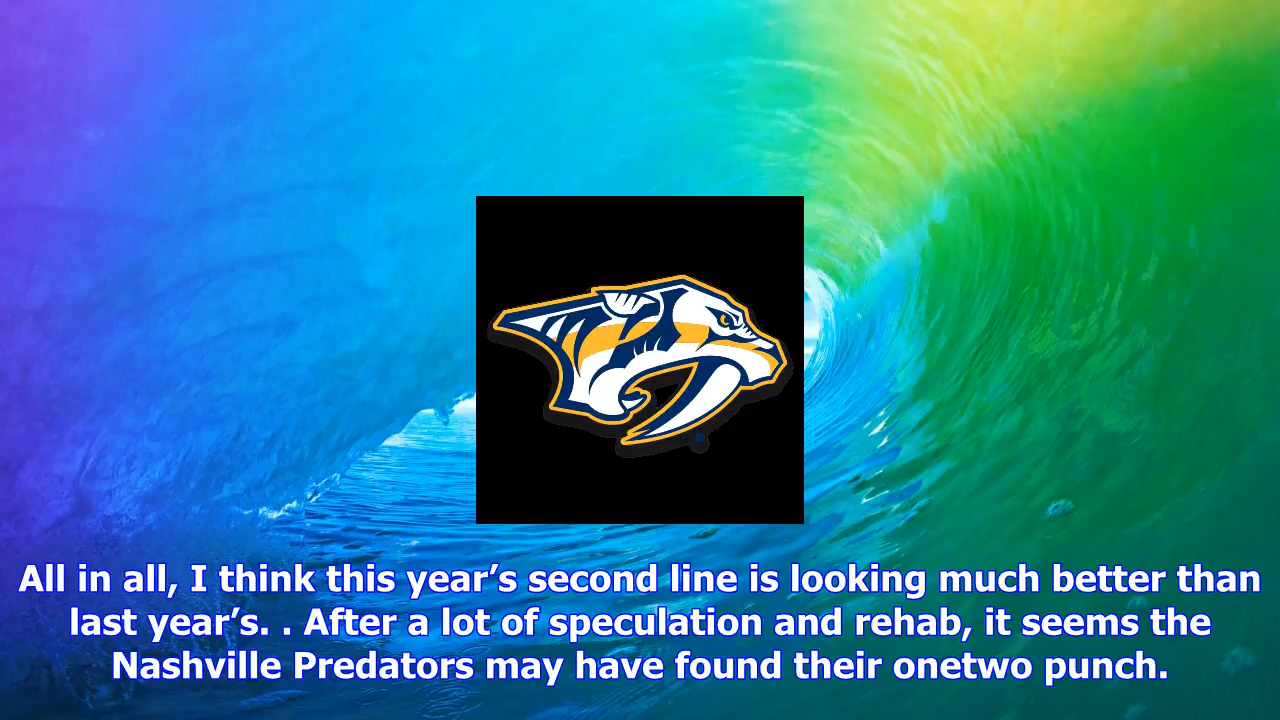 All in all, I think this year’s second line is looking much better than
last year’s. . After a lot of speculation and rehab, it seems the
Nashville Predators may have found their onetwo punch.